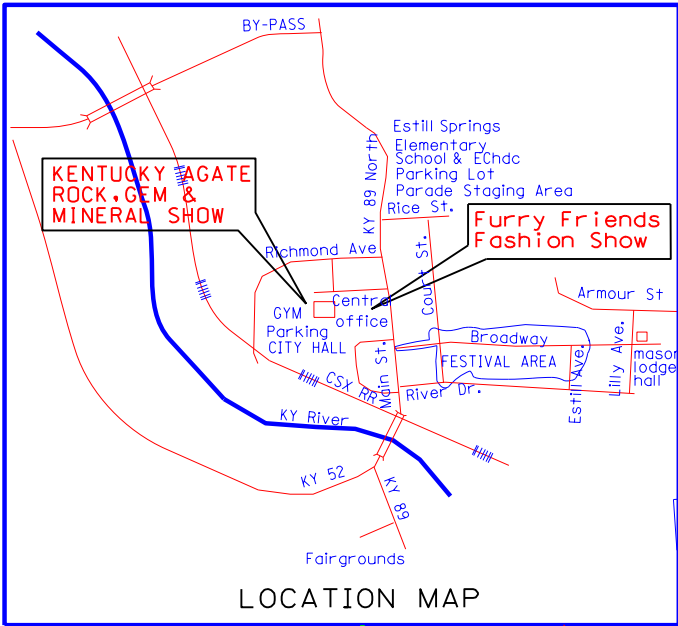 BY-PASS
Estill Springs
Elementary
School & EChdc
Parking Lot
Parade Staging Area
KY 89 North
KENTUCKY AGATE
ROCK, GEM &
MINERAL SHOW
Rice St.
Furry Friends
Fashion Show
Richmond Ave
Court St.
Central
office
GYM
Parking
CITY HALL
Armour St
Broadway
FESTIVAL AREA
Main St.
Estill Ave.
Lilly Ave.
mason
lodge
hall
CSX RR
River Dr.
KY River
KY 52
KY 89
Fairgrounds
LOCATION MAP